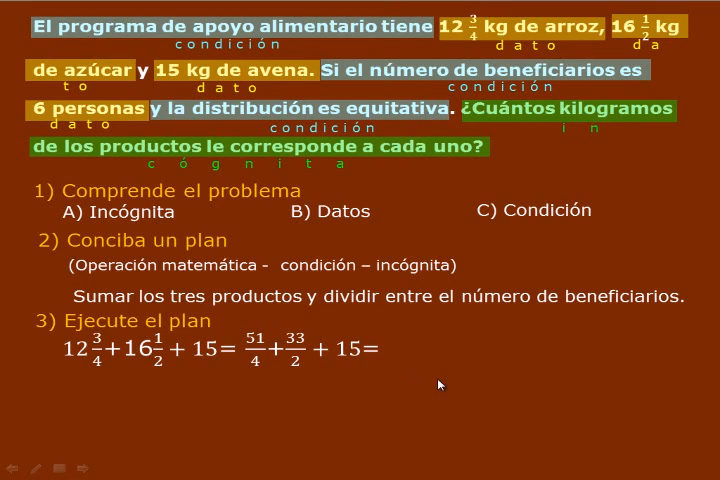 El programa de apoyo alimentario tiene 12 3/4 kg de arroz, 16 1/2 kg
condición dato da
de azúcar y 15 kg de avena. Si el número de beneficiarios es
to dato condición
6 personas y la distribución es equitativa. ¿Cuántos kilogramos
dato condición in
de los productos le corresponde a cada uno?
cógnita
1) Comprende el problema
A) Incógnita B) Datos C) Condición
2) Conciba un plan
(Operación matemática - condición – incógnita)
Sumar los tres productos y dividir entre el número de beneficiarios.
3) Ejecute el plan
12 3/4 + 16 1/2 + 15 = 51/4 + 33/2 + 15 =